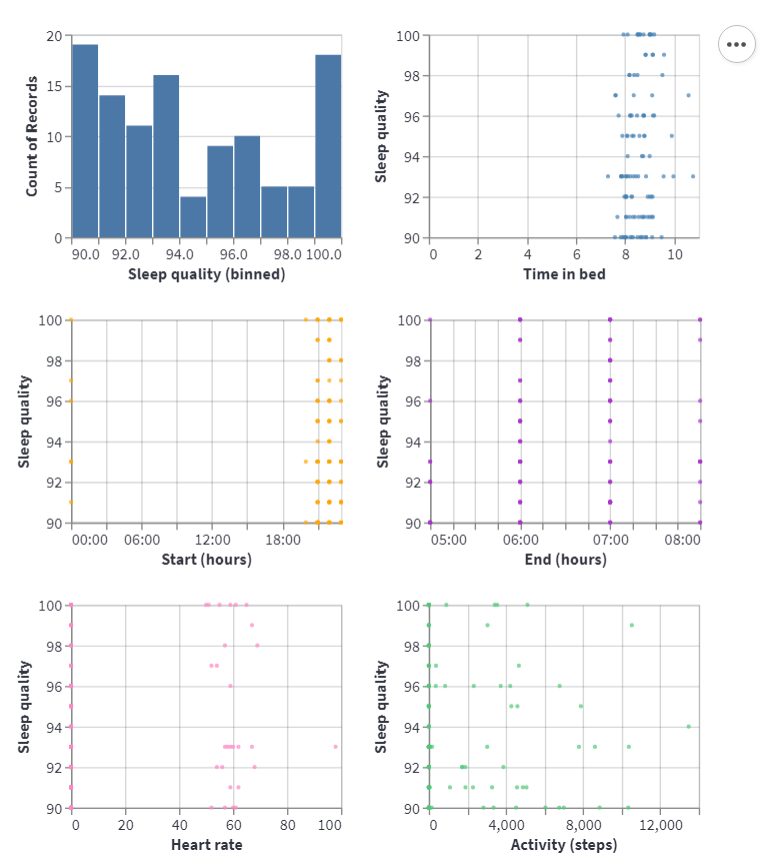 20
15
10
5
0
Count of Records
90.0 92.0 94.0 96.0 98.0 100.0
Sleep quality (binned)
100
98
96
94
92
90
Sleep quality
0 2 4 6 8 10
Time in bed
100
98
96
94
92
90
Sleep quality
00:00 06:00 12:00 18:00
Start (hours)
100
98
96
94
92
90
Sleep quality
05:00 06:00 07:00 08:00
End (hours)
100
98
96
94
92
90
Sleep quality
0 20 40 60 80 100
Heart rate
100
98
96
94
92
90
Sleep quality
0 4,000 8,000 12,000
Activity (steps)